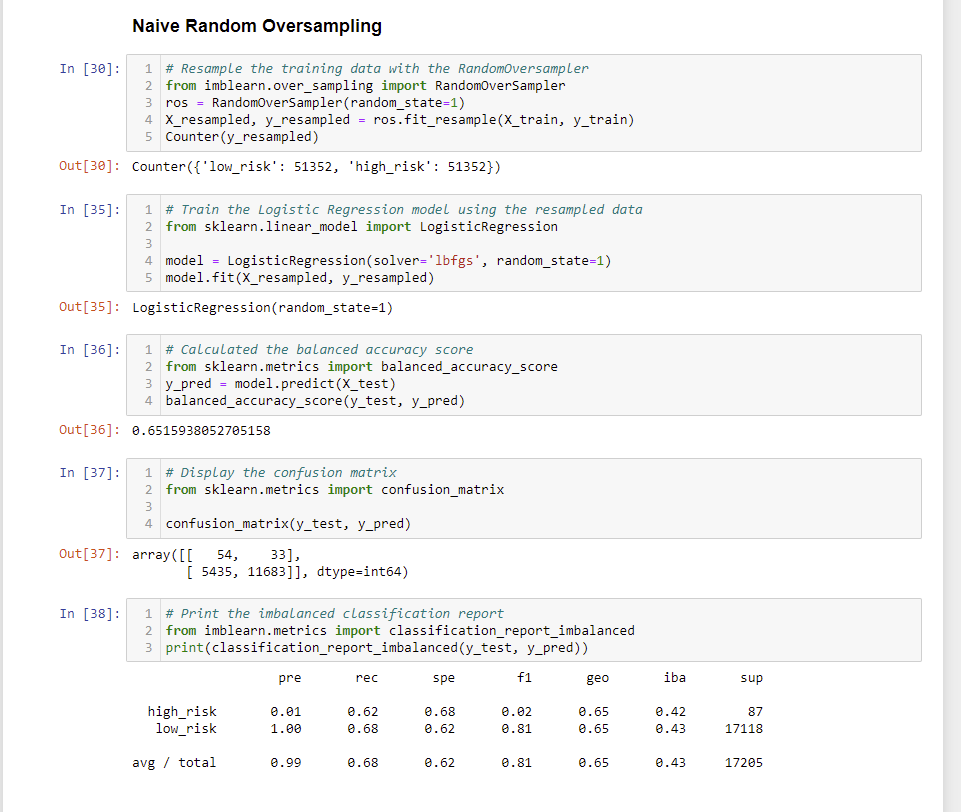 Naive Random Oversampling
In [30]:
1 # Resample the training data with the RandomOversampler
2 from imblearn.over_sampling import RandomOverSampler
3 ros = RandomOverSampler(random_state=1)
4 X_resampled, y_resampled = ros.fit_resample(X_train, y_train)
5 Counter(y_resampled)
Out[30]: Counter({'low_risk': 51352, 'high_risk': 51352})
In [35]:
1 # Train the Logistic Regression model using the resampled data
2 from sklearn.linear_model import LogisticRegression
3
4 model = LogisticRegression(solver='lbfgs', random_state=1)
5 model.fit(X_resampled, y_resampled)
Out[35]: LogisticRegression(random_state=1)
In [36]:
1 # Calculated the balanced accuracy score
2 from sklearn.metrics import balanced_accuracy_score
3 y_pred = model.predict(X_test)
4 balanced_accuracy_score(y_test, y_pred)
Out[36]: 0.6515938052705158
In [37]:
1 # Display the confusion matrix
2 from sklearn.metrics import confusion_matrix
3
4 confusion_matrix(y_test, y_pred)
Out[37]: array([[   54,    33],
       [ 5435, 11683]], dtype=int64)
In [38]:
1 # Print the imbalanced classification report
2 from imblearn.metrics import classification_report_imbalanced
3 print(classification_report_imbalanced(y_test, y_pred))
pre rec spe f1 geo iba sup
high_risk 0.01 0.62 0.68 0.02 0.65 0.42 87
low_risk 1.00 0.68 0.62 0.81 0.65 0.43 17118
avg / total 0.99 0.68 0.62 0.81 0.65 0.43 17205